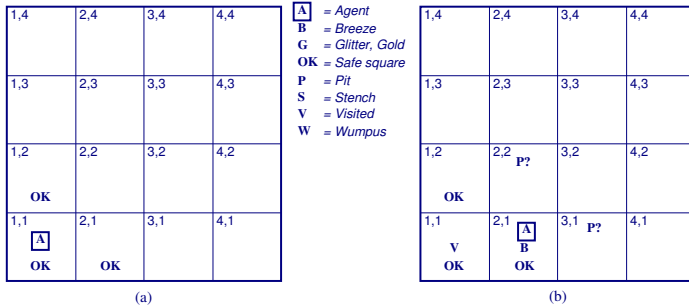 1,4 2,4 3,4 4,4
1,3 2,3 3,3 4,3
1,2 2,2 3,2 4,2
OK
1,1 2,1 3,1 4,1
A
OK OK
(a)
A = Agent
B = Breeze
G = Glitter, Gold
OK = Safe square
P = Pit
S = Stench
V = Visited
W = Wumpus
1,4 2,4 3,4 4,4
1,3 2,3 3,3 4,3
1,2 2,2 3,2 4,2
P?
OK
1,1 2,1 3,1 4,1
A P?
V B
OK OK
(b)